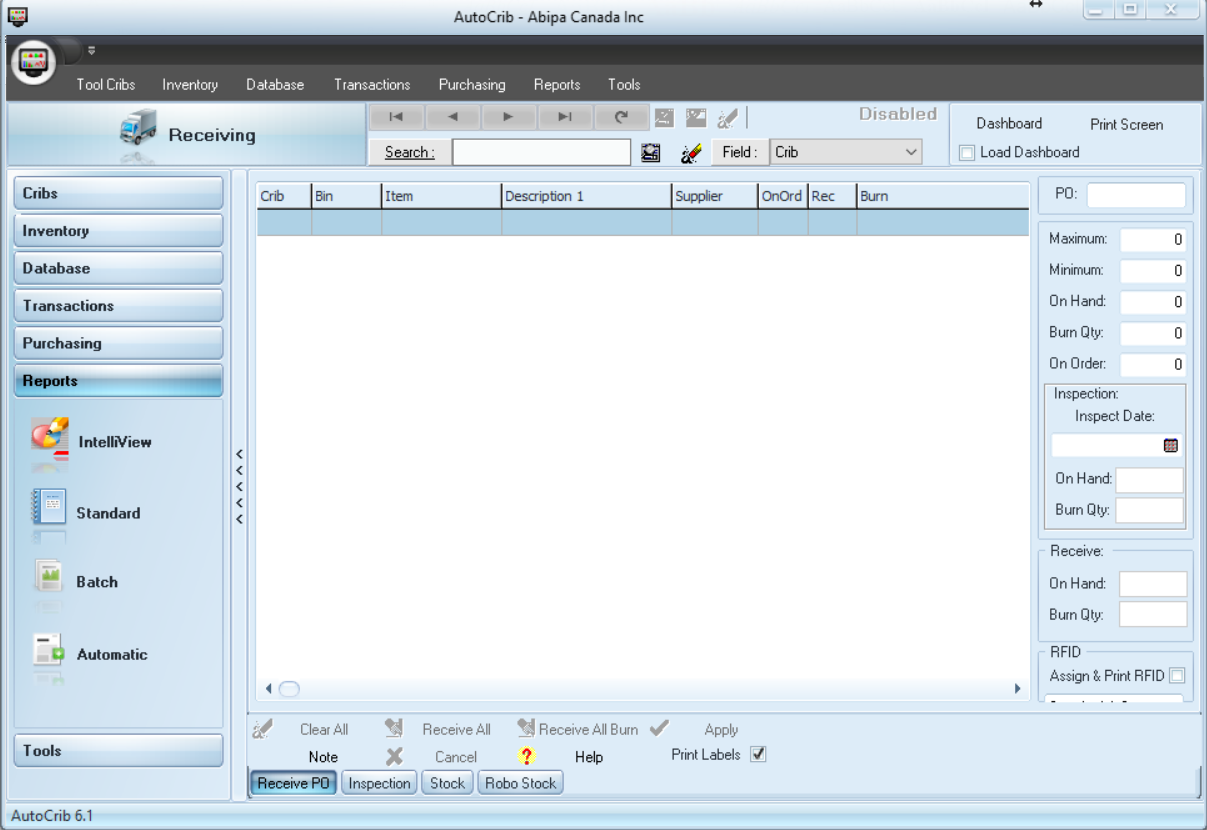 AutoCrib - Abipa Canada Inc
Tool Cribs Inventory Database Transactions Purchasing Reports Tools
Receiving
Disabled
Dashboard Print Screen
Search : Field : Crib
Load Dashboard
Cribs
Inventory
Database
Transactions
Purchasing
Reports
IntelliView
Standard
Batch
Automatic
Tools
Crib Bin Item Description 1 Supplier OnOrd Rec Burn
PO:
Maximum: 0
Minimum: 0
On Hand: 0
Burn Qty: 0
On Order: 0
Inspection:
Inspect Date:
On Hand:
Burn Qty:
Receive:
On Hand:
Burn Qty:
RFID
Assign & Print RFID
Clear All Receive All Receive All Burn Apply
Note Cancel Help Print Labels
Receive PO Inspection Stock Robo Stock
AutoCrib 6.1